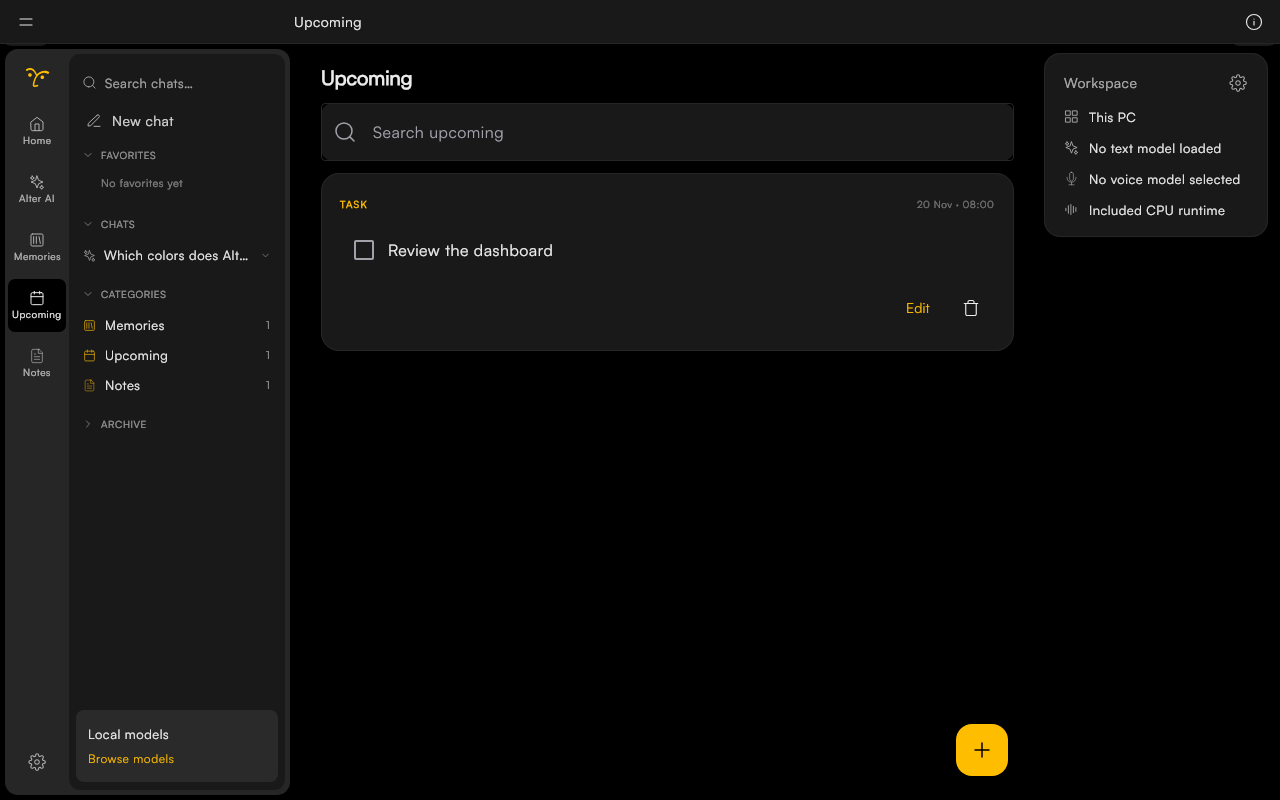 Upcoming
Home
Alter AI
Memories
Upcoming
Notes
Search chats...
New chat
FAVORITES
No favorites yet
CHATS
Which colors does Alt...
CATEGORIES
Memories 1
Upcoming 1
Notes 1
ARCHIVE
Local models
Browse models
Upcoming
Search upcoming
TASK 20 Nov • 08:00
Review the dashboard
Edit
Workspace
This PC
No text model loaded
No voice model selected
Included CPU runtime